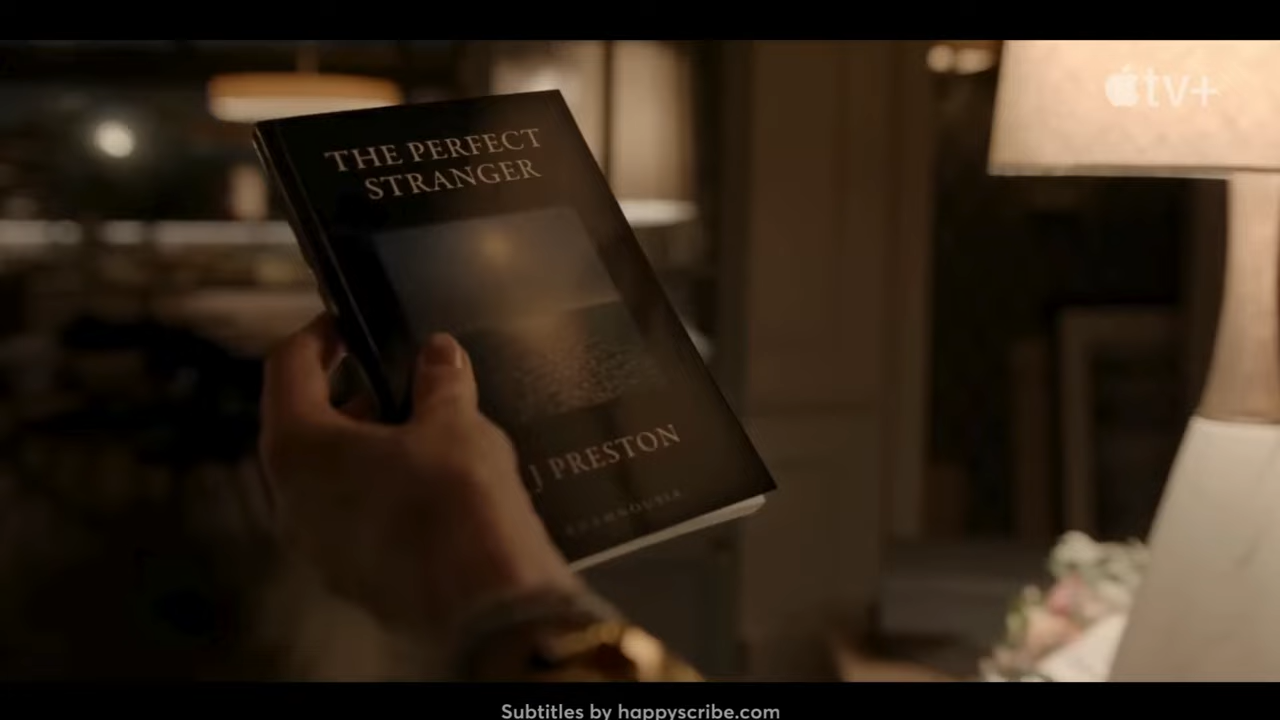 tv+
THE PERFECT
STRANGER
J PRESTON
Subtitles by happyscribe.com